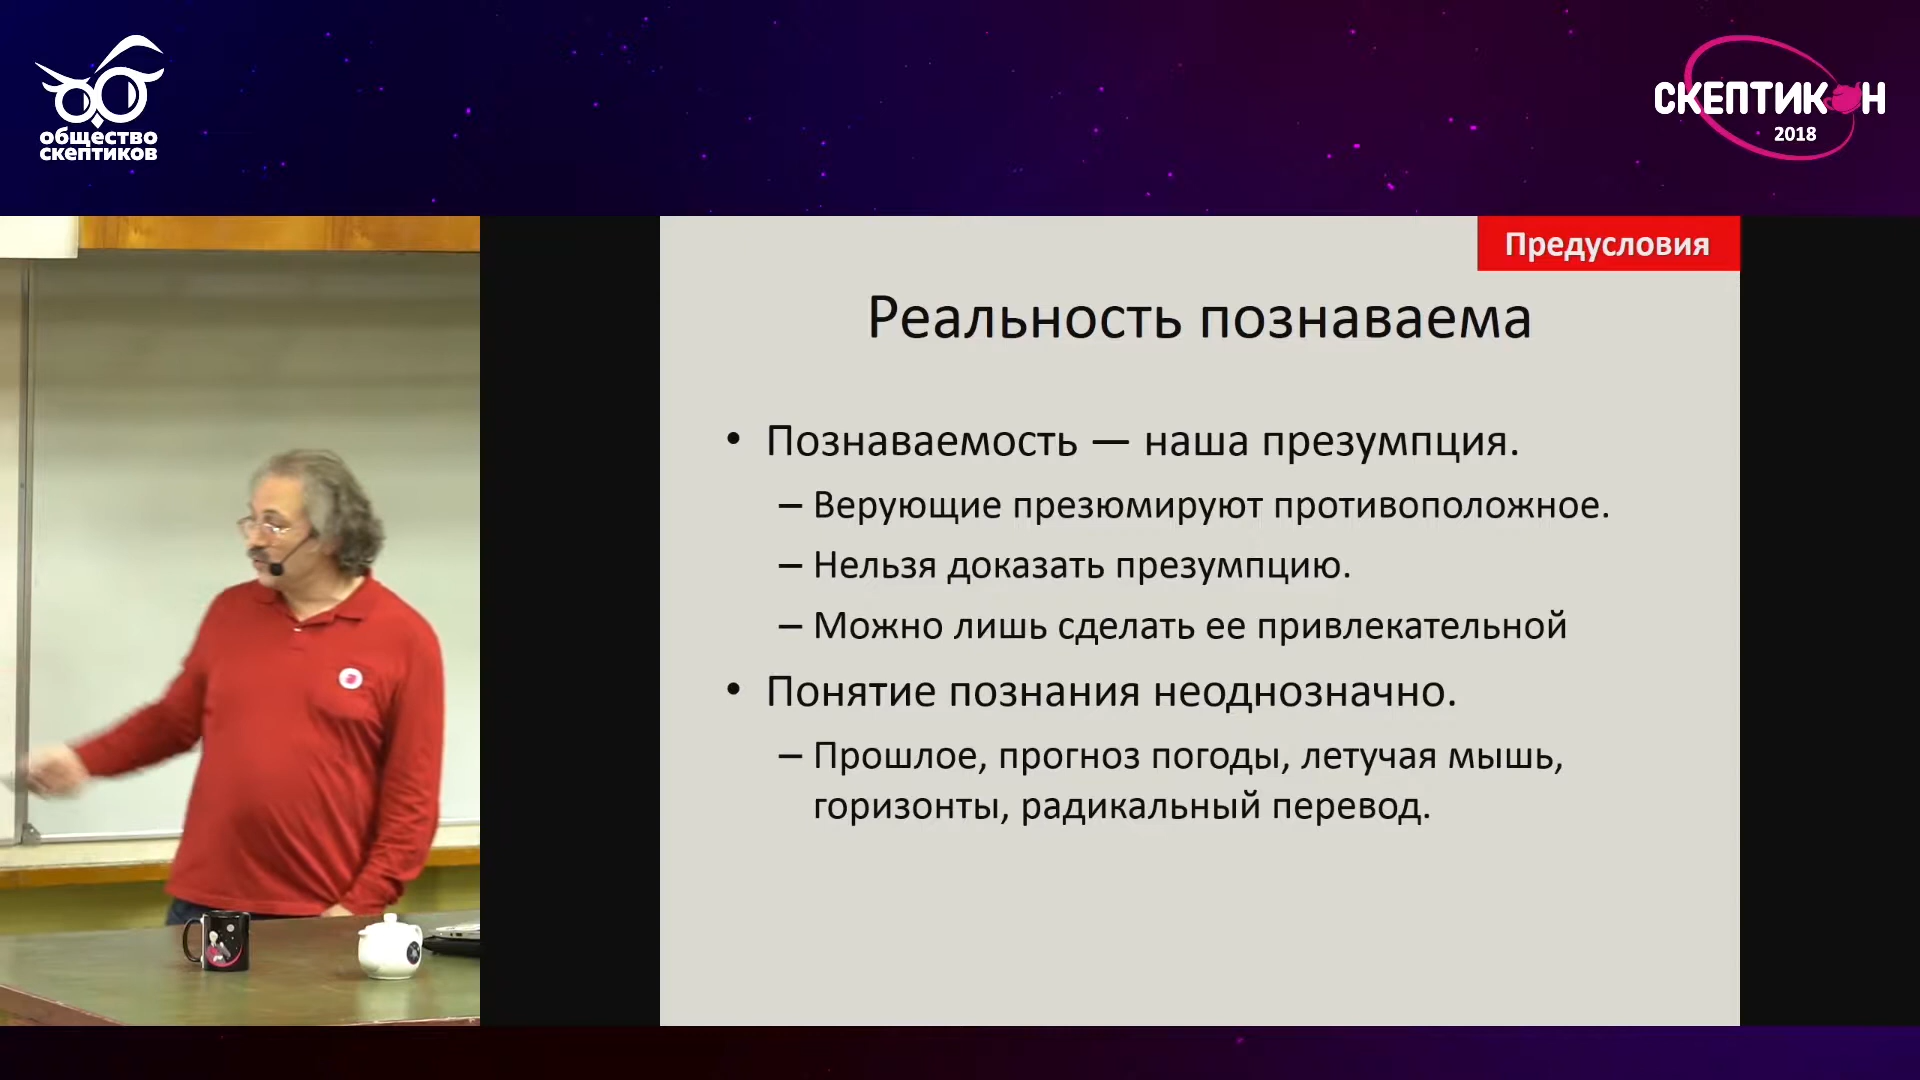 общество
скептиков
СКЕПТИКОН
2018
Предусловия
Реальность познаваема
• Познаваемость — наша презумпция.
– Верующие презюмируют противоположное.
– Нельзя доказать презумпцию.
– Можно лишь сделать ее привлекательной
• Понятие познания неоднозначно.
– Прошлое, прогноз погоды, летучая мышь,
горизонты, радикальный перевод.